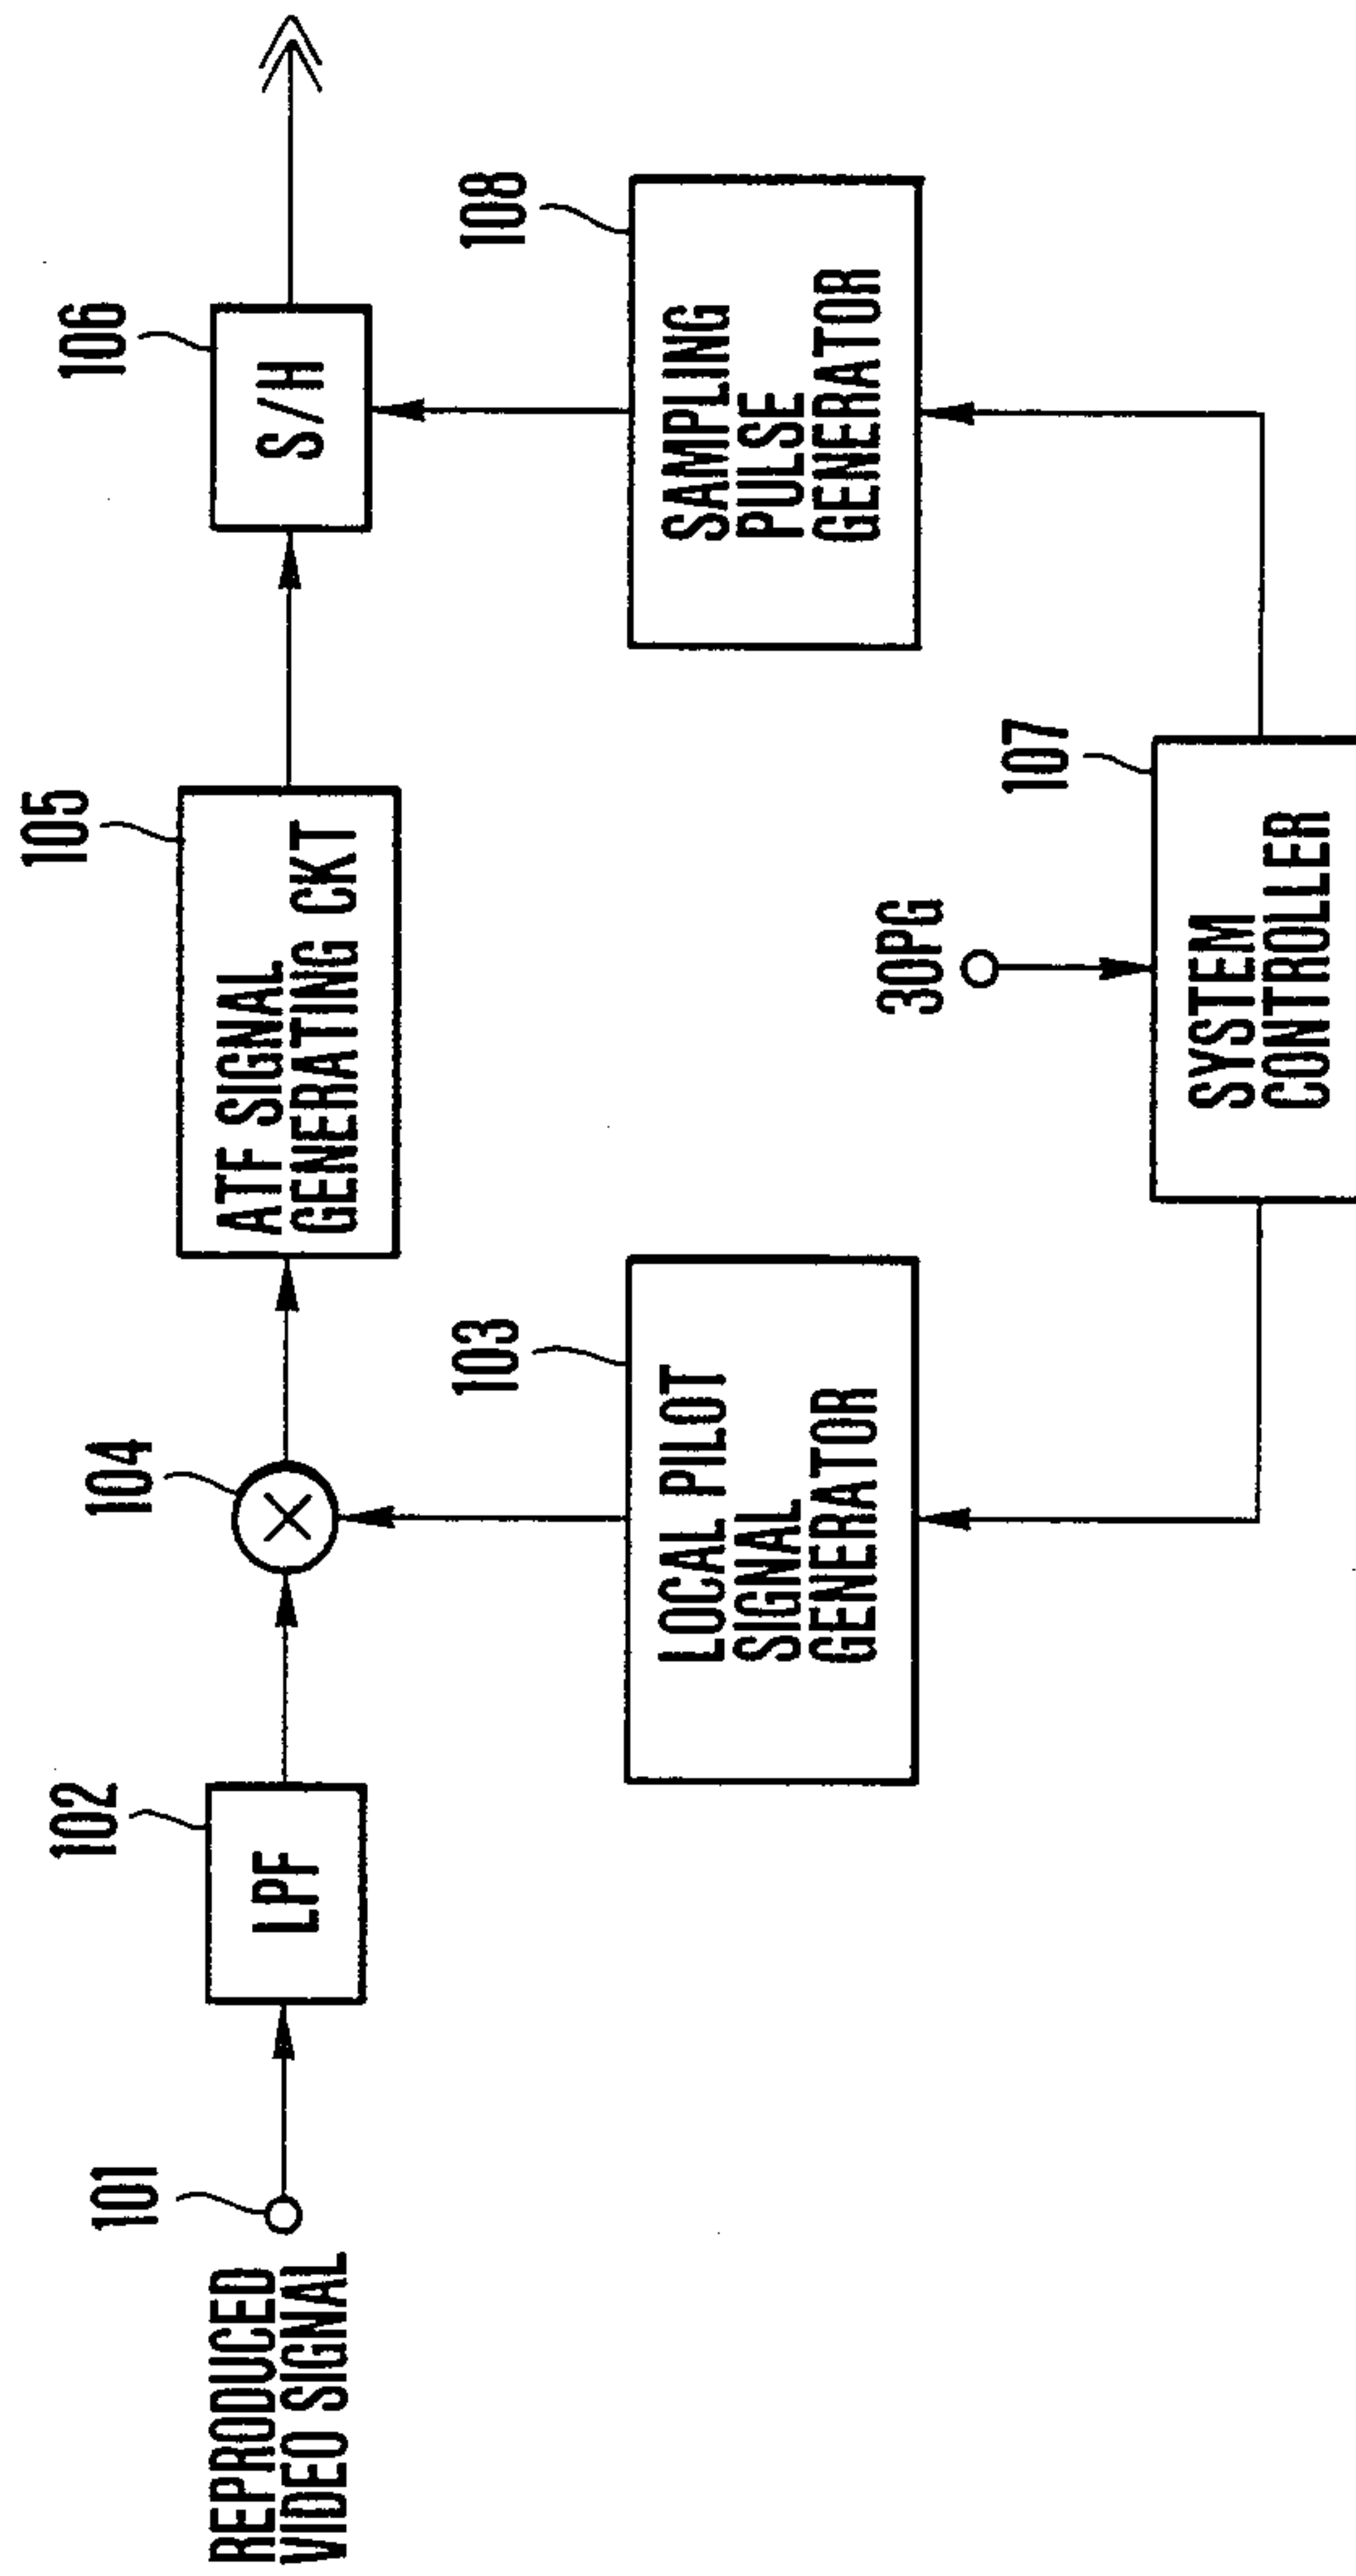 REPRODUCED
VIDEO SIGNAL
101
102
LPF
104
105
ATF SIGNAL
GENERATING CKT
106
S/H
103
LOCAL PILOT
SIGNAL
GENERATOR
108
SAMPLING
PULSE
GENERATOR
30PG
107
SYSTEM
CONTROLLER